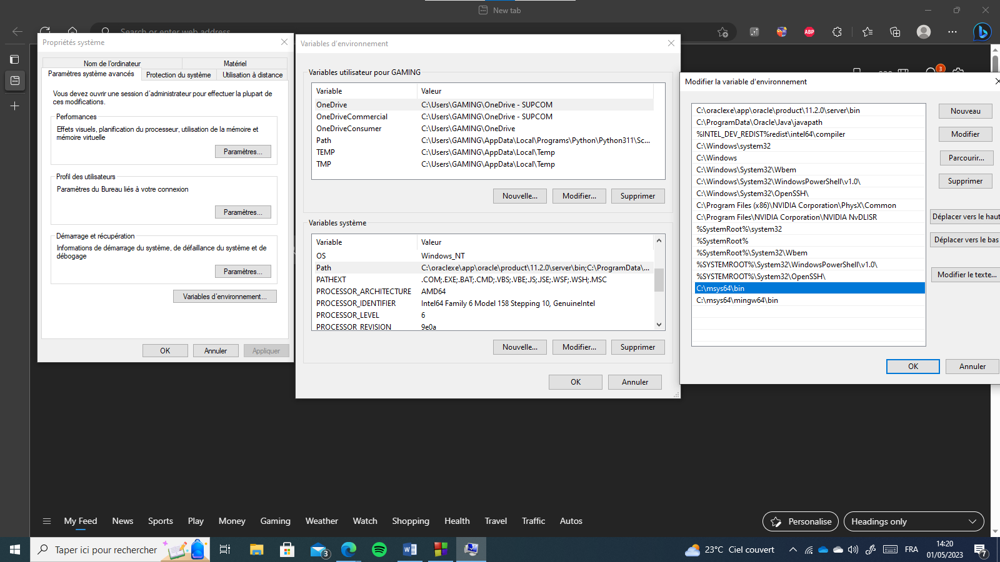 New tab
Search or enter web address
ABP
3
Propriétés système
Nom de l'ordinateur
Matériel
Paramètres système avancés
Protection du système
Utilisation à distance
Vous devez ouvrir une session d'administrateur pour effectuer la plupart de
ces modifications.
Performances
Effets visuels, planification du processeur, utilisation de la mémoire et
mémoire virtuelle
Paramètres...
Profil des utilisateurs
Paramètres du Bureau liés à votre connexion
Paramètres...
Démarrage et récupération
Informations de démarrage du système, de défaillance du système et de
débogage
Paramètres...
Variables d'environnement...
OK
Annuler
Appliquer
Variables d'environnement
Variables utilisateur pour GAMING
Variable Valeur
OneDrive C:\Users\GAMING\OneDrive - SUPCOM
OneDriveCommercial C:\Users\GAMING\OneDrive - SUPCOM
OneDriveConsumer C:\Users\GAMING\OneDrive
Path C:\Users\GAMING\AppData\Local\Programs\Python\Python311\Sc...
TEMP C:\Users\GAMING\AppData\Local\Temp
TMP C:\Users\GAMING\AppData\Local\Temp
Nouvelle... Modifier... Supprimer
Variables système
Variable Valeur
OS Windows_NT
Path C:\oraclexe\app\oracle\product\11.2.0\server\bin;C:\ProgramData\...
PATHEXT .COM;.EXE;.BAT;.CMD;.VBS;.VBE;.JS;.JSE;.WSF;.WSH;.MSC
PROCESSOR_ARCHITECTURE AMD64
PROCESSOR_IDENTIFIER Intel64 Family 6 Model 158 Stepping 10, GenuineIntel
PROCESSOR_LEVEL 6
PROCESSOR_REVISION 9e0a
Nouvelle... Modifier... Supprimer
OK Annuler
Modifier la variable d'environnement
C:\oraclexe\app\oracle\product\11.2.0\server\bin
C:\ProgramData\Oracle\Java\javapath
%INTEL_DEV_REDIST%redist\intel64\compiler
C:\Windows\system32
C:\Windows
C:\Windows\System32\Wbem
C:\Windows\System32\WindowsPowerShell\v1.0\
C:\Windows\System32\OpenSSH\
C:\Program Files (x86)\NVIDIA Corporation\PhysX\Common
C:\Program Files\NVIDIA Corporation\NVIDIA NvDLISR
%SystemRoot%\system32
%SystemRoot%
%SystemRoot%\System32\Wbem
%SYSTEMROOT%\System32\WindowsPowerShell\v1.0\
%SYSTEMROOT%\System32\OpenSSH\
C:\msys64\bin
C:\msys64\mingw64\bin
Nouveau
Modifier
Parcourir...
Supprimer
Déplacer vers le haut
Déplacer vers le bas
Modifier le texte...
OK Annuler
My Feed News Sports Play Money Gaming Weather Watch Shopping Health Travel Traffic Autos
Personalise
Headings only
Taper ici pour rechercher
3
23°C Ciel couvert
FRA
14:20
01/05/2023
7